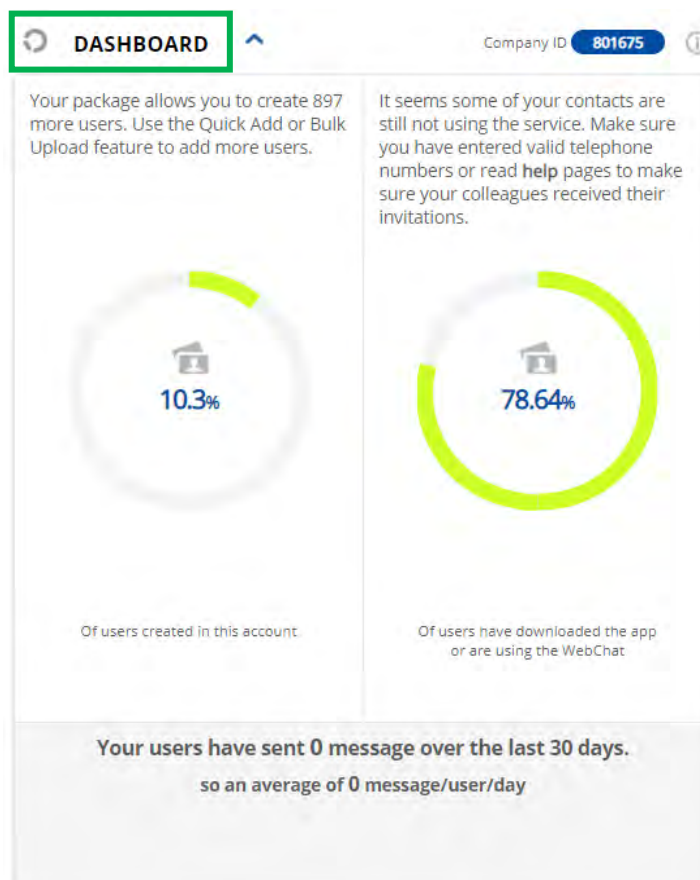 DASHBOARD
Company ID 801675
Your package allows you to create 897
more users. Use the Quick Add or Bulk
Upload feature to add more users.
It seems some of your contacts are
still not using the service. Make sure
you have entered valid telephone
numbers or read help pages to make
sure your colleagues received their
invitations.
10.3%
78.64%
Of users created in this account
Of users have downloaded the app
or are using the WebChat
Your users have sent 0 message over the last 30 days.
so an average of 0 message/user/day